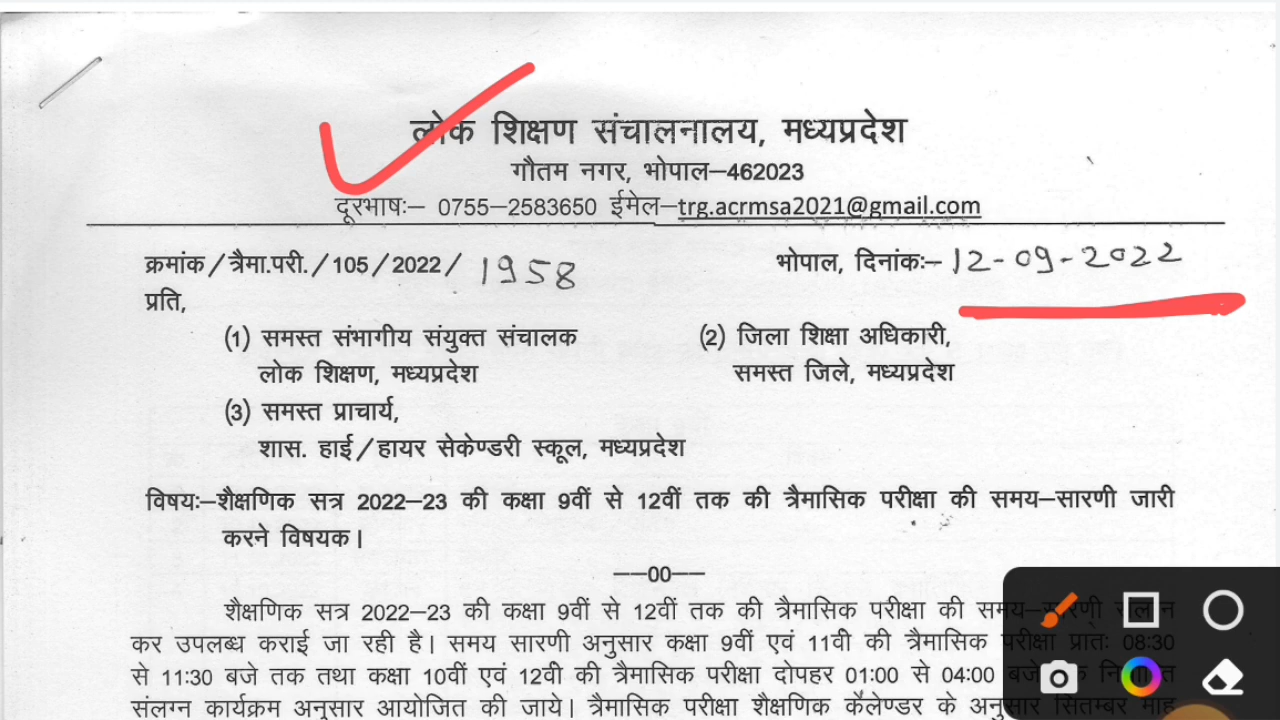 लोक शिक्षण संचालनालय, मध्यप्रदेश
गौतम नगर, भोपाल–462023
दूरभाषः– 0755–2583650 ईमेल–trg.acrmsa2021@gmail.com
क्रमांक/त्रैमा.परी./105/2022/ 1958 भोपाल, दिनांकः– 12-09-2022
प्रति,
(1) समस्त संभागीय संयुक्त संचालक (2) जिला शिक्षा अधिकारी,
लोक शिक्षण, मध्यप्रदेश समस्त जिले, मध्यप्रदेश
(3) समस्त प्राचार्य,
शास. हाई/हायर सेकेण्डरी स्कूल, मध्यप्रदेश
विषयः–शैक्षणिक सत्र 2022–23 की कक्षा 9वीं से 12वीं तक की त्रैमासिक परीक्षा की समय–सारणी जारी
करने विषयक।
––00––
शैक्षणिक सत्र 2022–23 की कक्षा 9वीं से 12वीं तक की त्रैमासिक परीक्षा की समय–सारणी
कर उपलब्ध कराई जा रही है। समय सारणी अनुसार कक्षा 9वीं एवं 11वी की त्रैमासिक परीक्षा प्रातः 08:30
से 11:30 बजे तक तथा कक्षा 10वीं एवं 12वी की त्रैमासिक परीक्षा दोपहर 01:00 से 04:00 बजे
संलग्न कार्यक्रम अनुसार आयोजित की जाये। त्रैमासिक परीक्षा शैक्षणिक कैलेण्डर के अनुसार सितम्बर माह